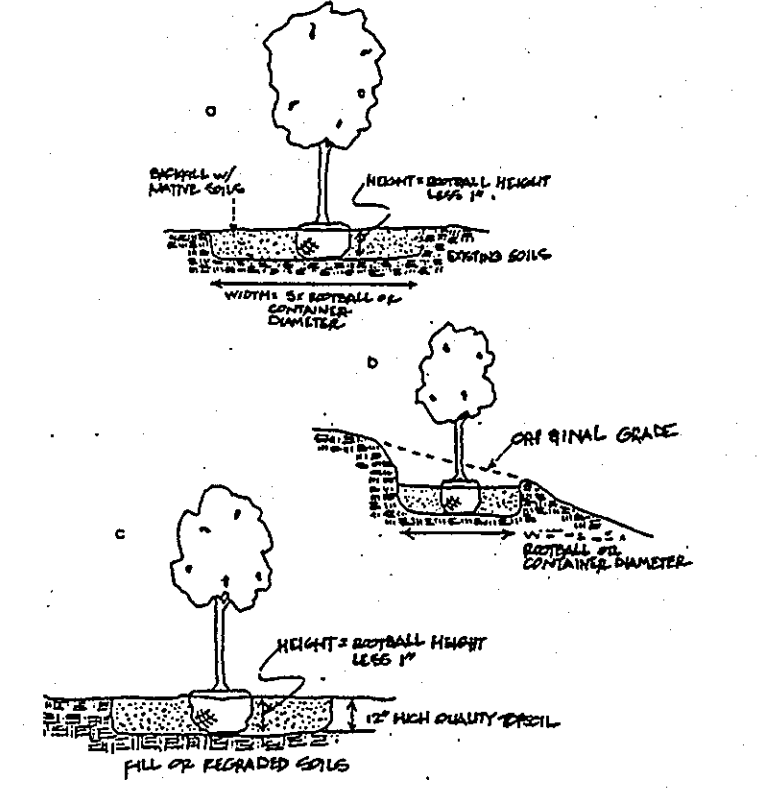 a
BACKFILL W/
NATIVE SOILS
HEIGHT = ROOTBALL HEIGHT
LESS 1".
EXISTING SOILS
WIDTH = 5X ROOTBALL OR
CONTAINER
DIAMETER
b
ORIGINAL GRADE
ROOTBALL OR
CONTAINER DIAMETER
c
HEIGHT = ROOTBALL HEIGHT
LESS 1"
12" HIGH QUALITY TOPSOIL
FILL OR REGRADED SOILS